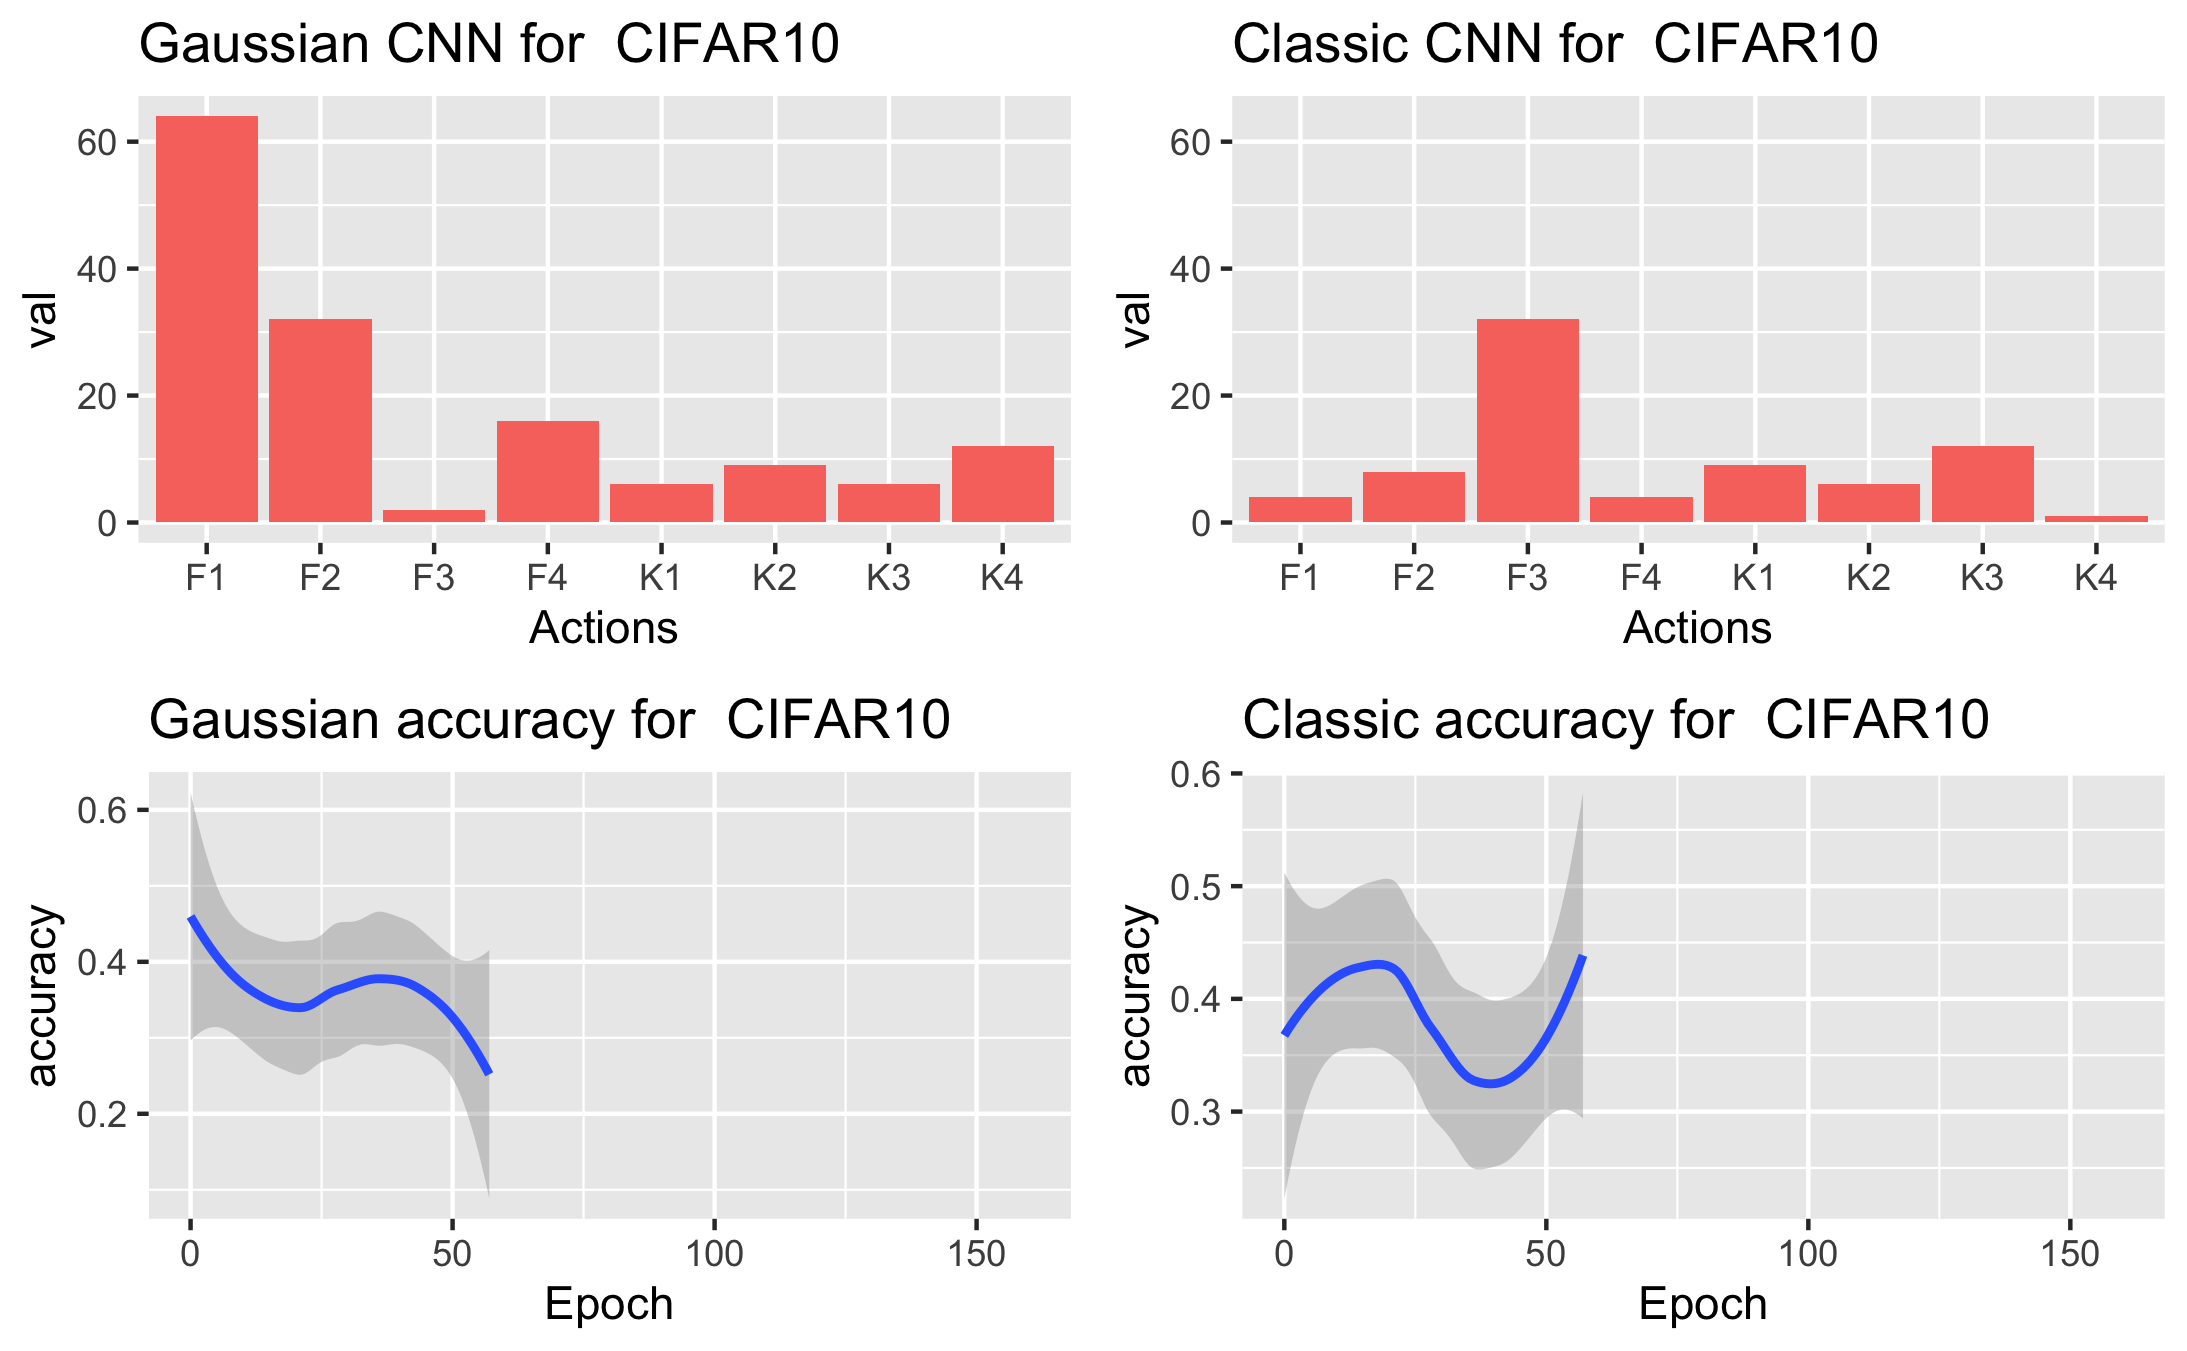 Gaussian CNN for  CIFAR10
60
40
20
0
val
F1 F2 F3 F4 K1 K2 K3 K4
Actions
Classic CNN for  CIFAR10
60
40
20
0
val
F1 F2 F3 F4 K1 K2 K3 K4
Actions
Gaussian accuracy for  CIFAR10
0.6
0.4
0.2
accuracy
0 50 100 150
Epoch
Classic accuracy for  CIFAR10
0.6
0.5
0.4
0.3
accuracy
0 50 100 150
Epoch